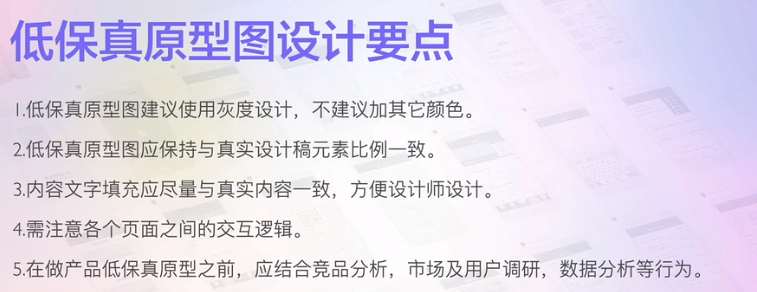 低保真原型图设计要点
1.低保真原型图建议使用灰度设计，不建议加其它颜色。
2.低保真原型图应保持与真实设计稿元素比例一致。
3.内容文字填充应尽量与真实内容一致，方便设计师设计。
4.需注意各个页面之间的交互逻辑。
5.在做产品低保真原型之前，应结合竞品分析，市场及用户调研，数据分析等行为。